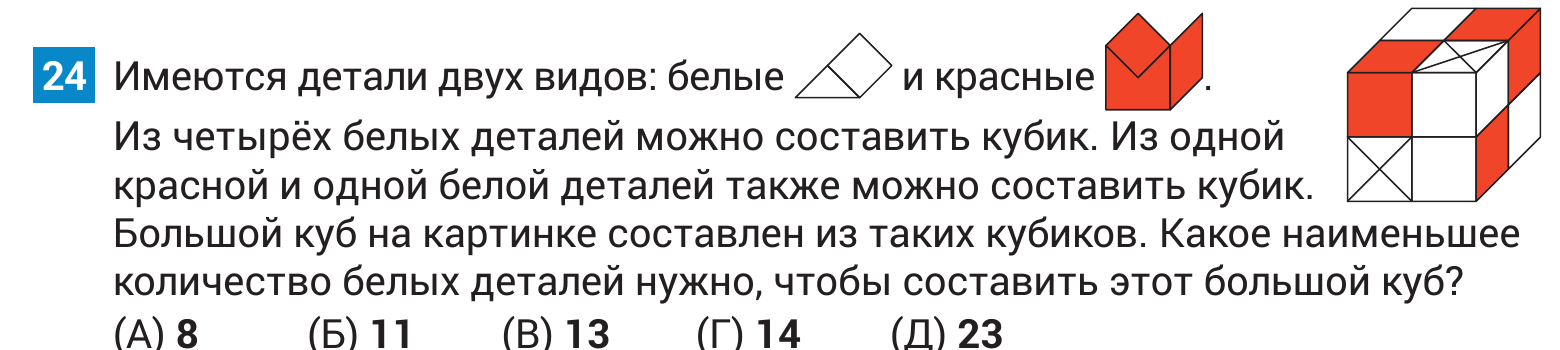 24 Имеются детали двух видов: белые и красные .
Из четырёх белых деталей можно составить кубик. Из одной
красной и одной белой деталей также можно составить кубик.
Большой куб на картинке составлен из таких кубиков. Какое наименьшее
количество белых деталей нужно, чтобы составить этот большой куб?
(А) 8 (Б) 11 (В) 13 (Г) 14 (Д) 23